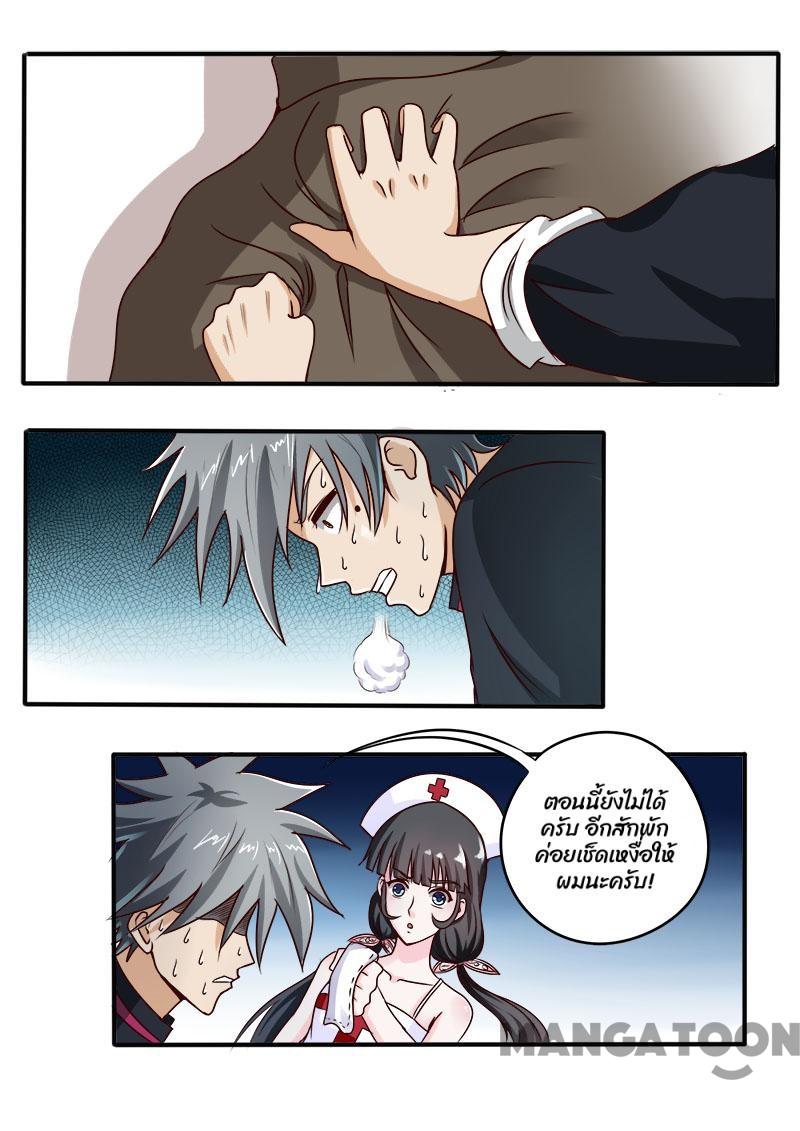 ตอนนี้ยังไม่ได้
ครับ อีกสักพัก
ค่อยเช็ดเหงื่อให้
ผมนะครับ!
MANGATOON